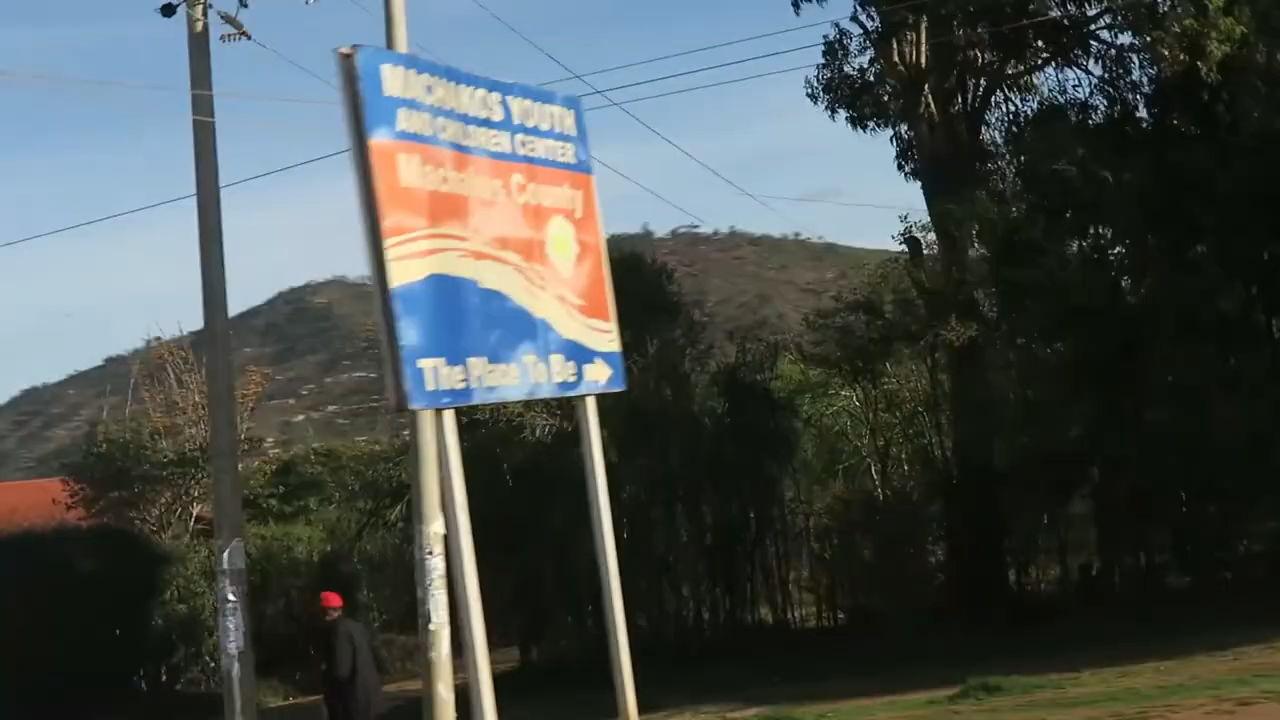 MACHAKOS YOUTH
AND CHILDREN CENTER
Machakos County
The Place To Be